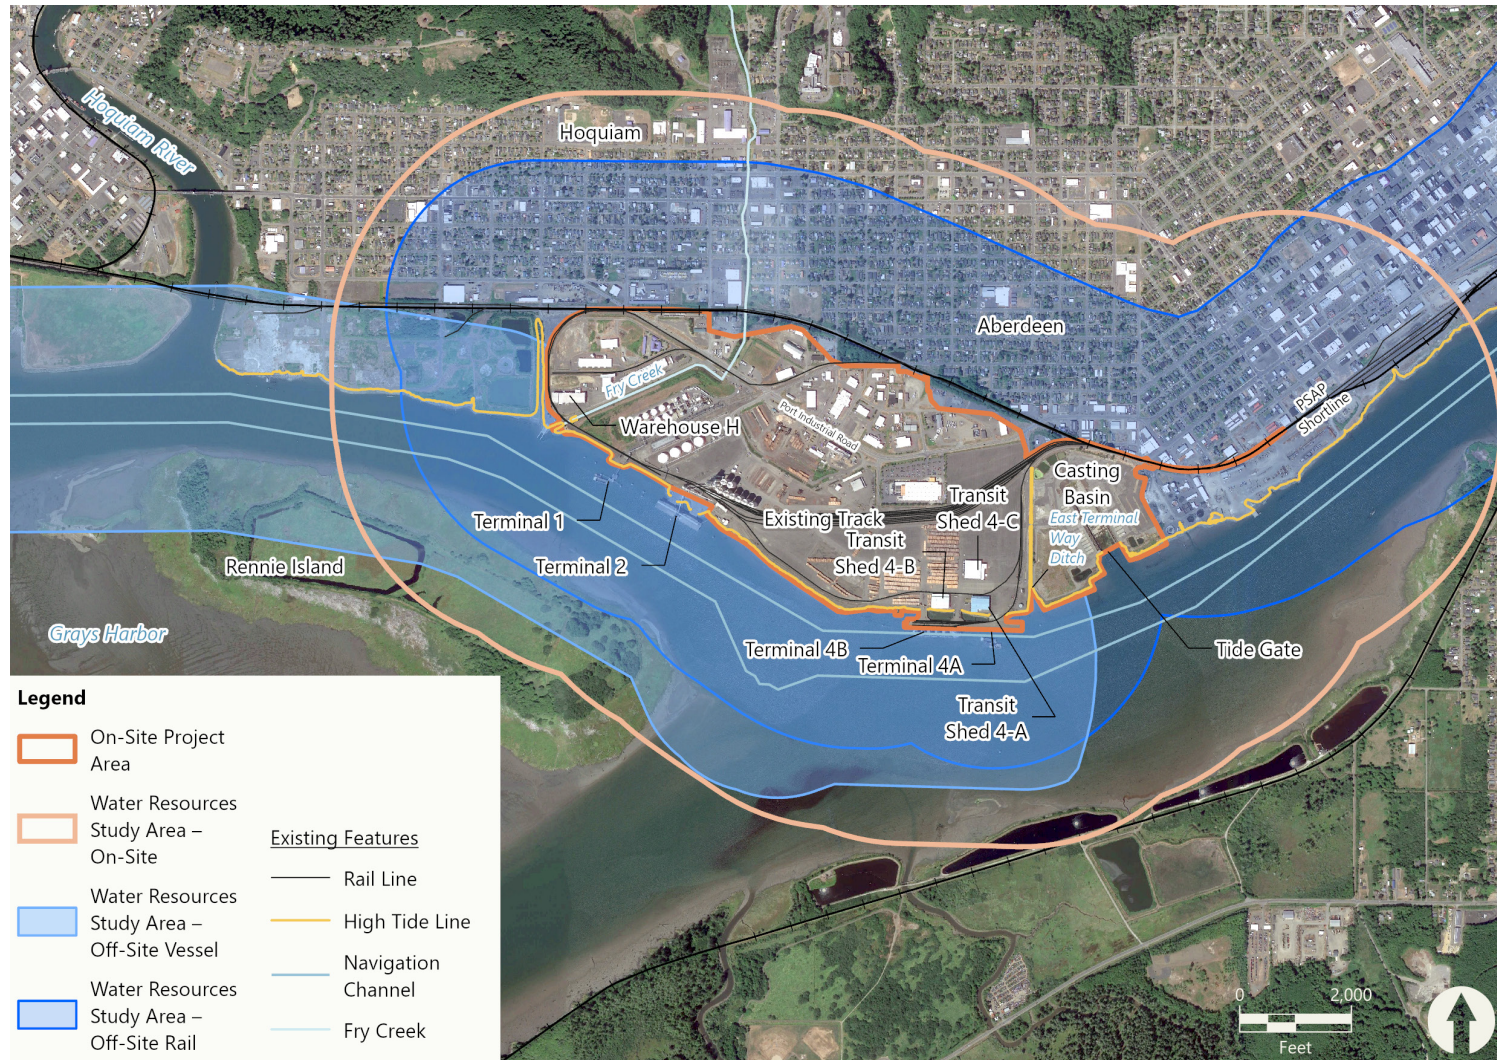 Hoquiam River
Hoquiam
Aberdeen
PSAP
Shortline
Fry Creek
Warehouse H
Port Industrial Road
Casting
Basin
East Terminal
Way
Ditch
Transit
Shed 4-C
Existing Track
Transit
Shed 4-B
Terminal 1
Terminal 2
Rennie Island
Grays Harbor
Terminal 4B
Terminal 4A
Tide Gate
Transit
Shed 4-A
Legend
On-Site Project
Area
Water Resources
Study Area –
On-Site
Water Resources
Study Area –
Off-Site Vessel
Water Resources
Study Area –
Off-Site Rail
Existing Features
Rail Line
High Tide Line
Navigation
Channel
Fry Creek
0 2,000
Feet